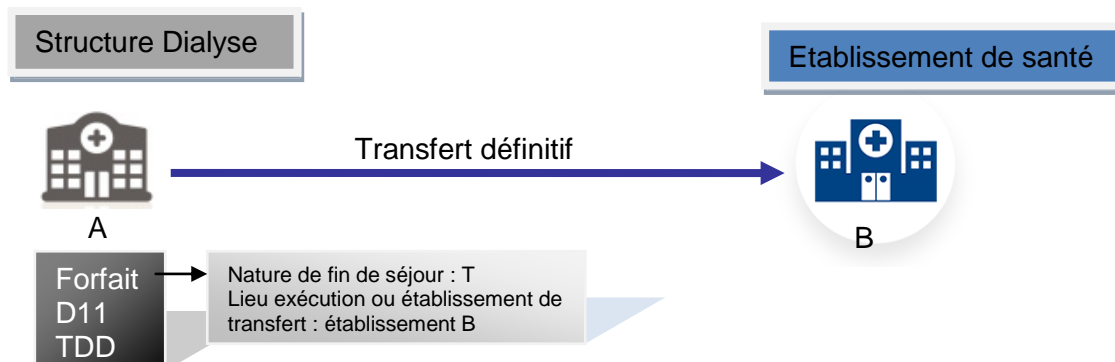 Structure Dialyse
Etablissement de santé
Transfert définitif
A
B
Forfait
D11
TDD
Nature de fin de séjour : T
Lieu exécution ou établissement de
transfert : établissement B